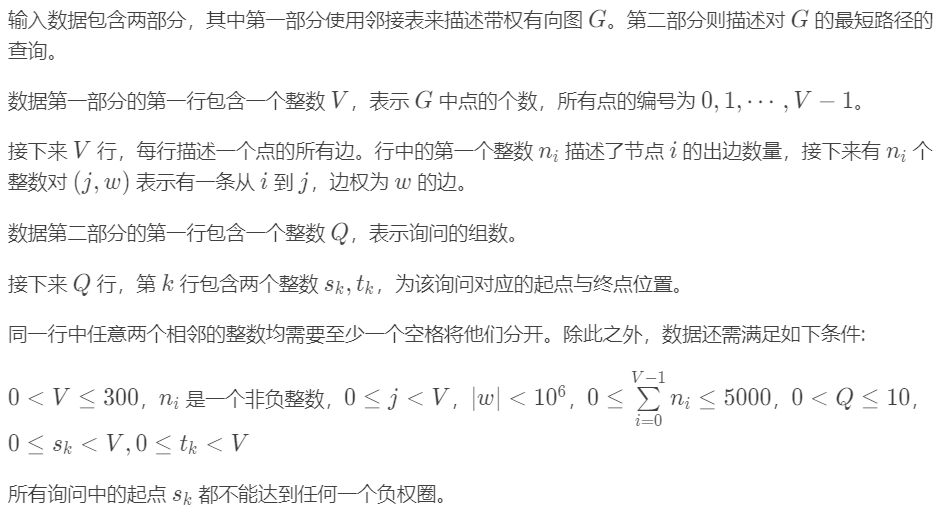 输入数据包含两部分，其中第一部分使用邻接表来描述带权有向图 G。第二部分则描述对 G 的最短路径的
查询。
数据第一部分的第一行包含一个整数 V，表示 G 中点的个数，所有点的编号为 0, 1, ⋯ , V − 1。
接下来 V 行，每行描述一个点的所有边。行中的第一个整数 n_i 描述了节点 i 的出边数量，接下来有 n_i 个
整数对 (j, w) 表示有一条从 i 到 j，边权为 w 的边。
数据第二部分的第一行包含一个整数 Q，表示询问的组数。
接下来 Q 行，第 k 行包含两个整数 s_k, t_k，为该询问对应的起点与终点位置。
同一行中任意两个相邻的整数均需要至少一个空格将他们分开。除此之外，数据还需满足如下条件:
0 < V ≤ 300，n_i 是一个非负整数，0 ≤ j < V，|w| < 10^6，0 ≤ ∑_{i=0}^{V−1} n_i ≤ 5000，0 < Q ≤ 10，
0 ≤ s_k < V, 0 ≤ t_k < V
所有询问中的起点 s_k 都不能达到任何一个负权圈。